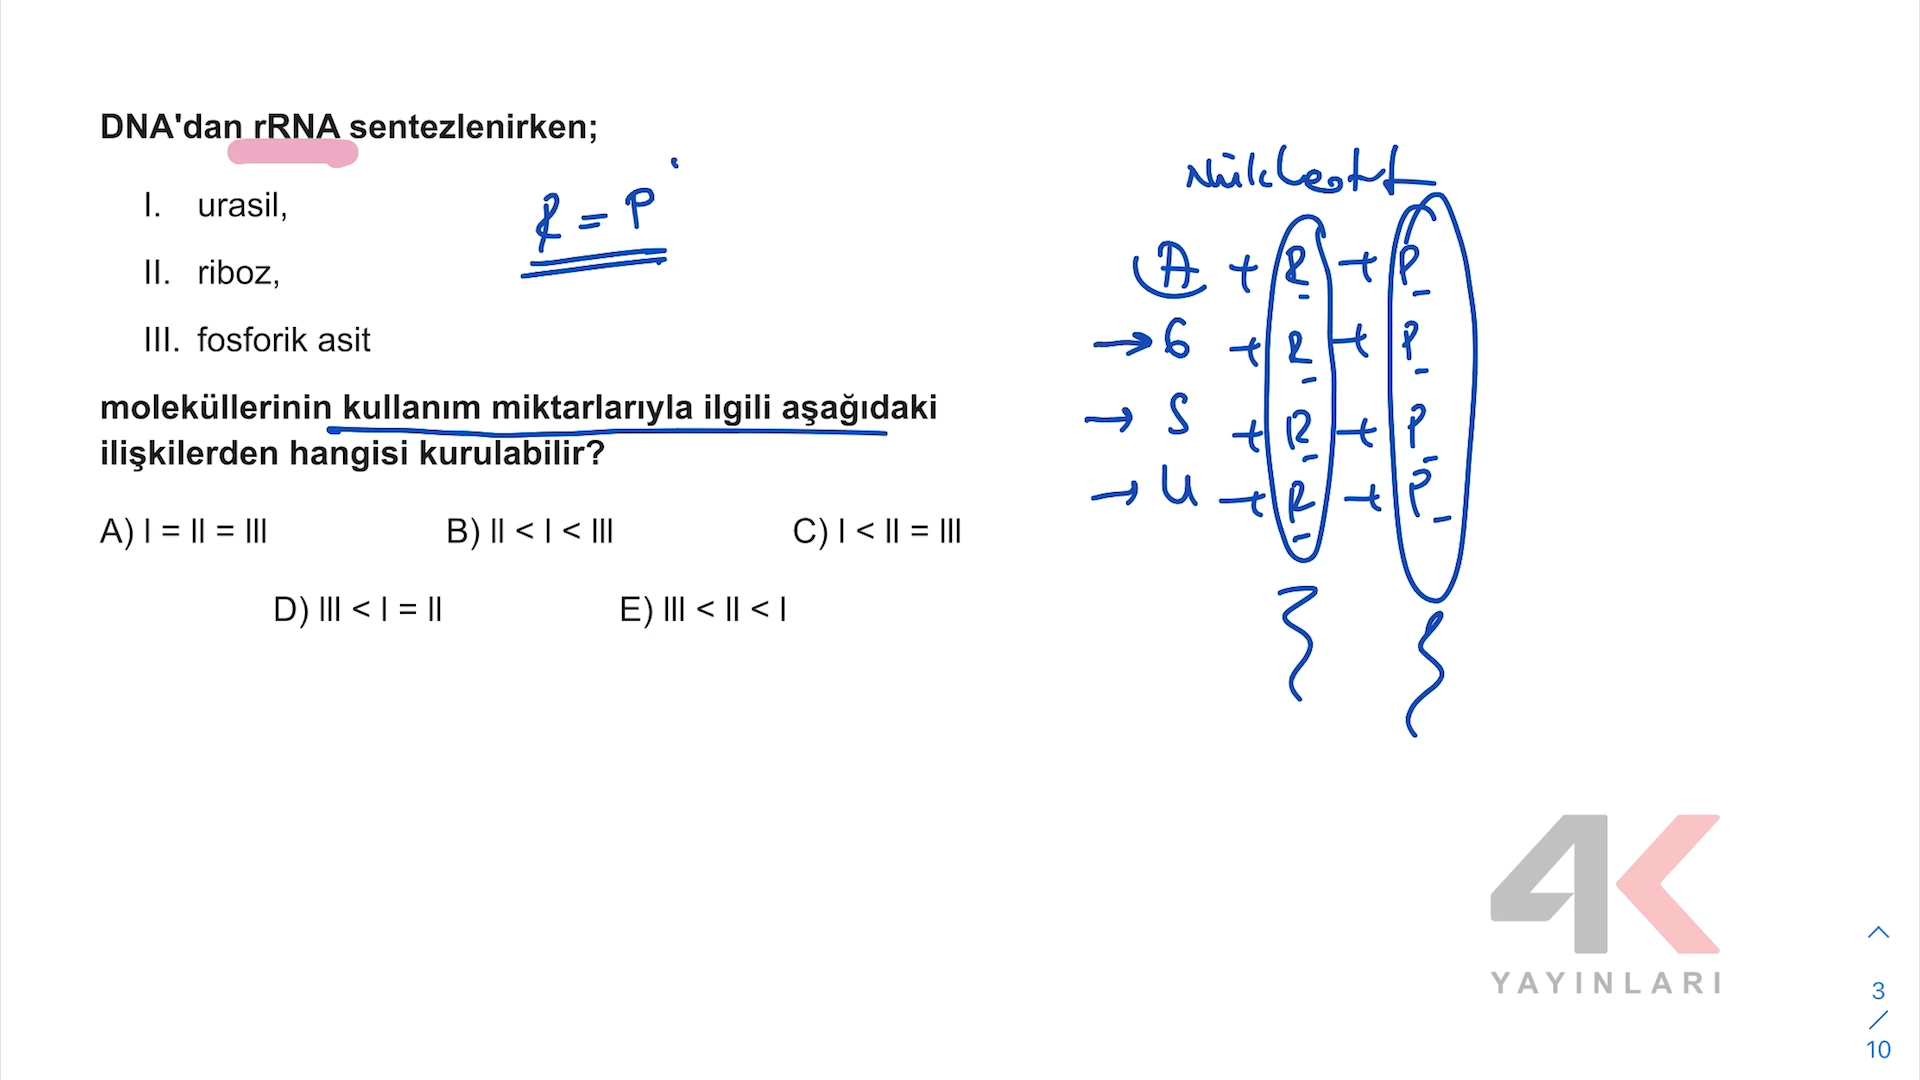 DNA'dan rRNA sentezlenirken;
I. urasil,
II. riboz,
III. fosforik asit
R = P
moleküllerinin kullanım miktarlarıyla ilgili aşağıdaki
ilişkilerden hangisi kurulabilir?
A) I = II = III B) II < I < III C) I < II = III
D) III < I = II E) III < II < I
Nükleotit
A + R + P
→ G + R + P
→ S + R + P
→ U + R + P
4K
YAYINLARI
3
/
10